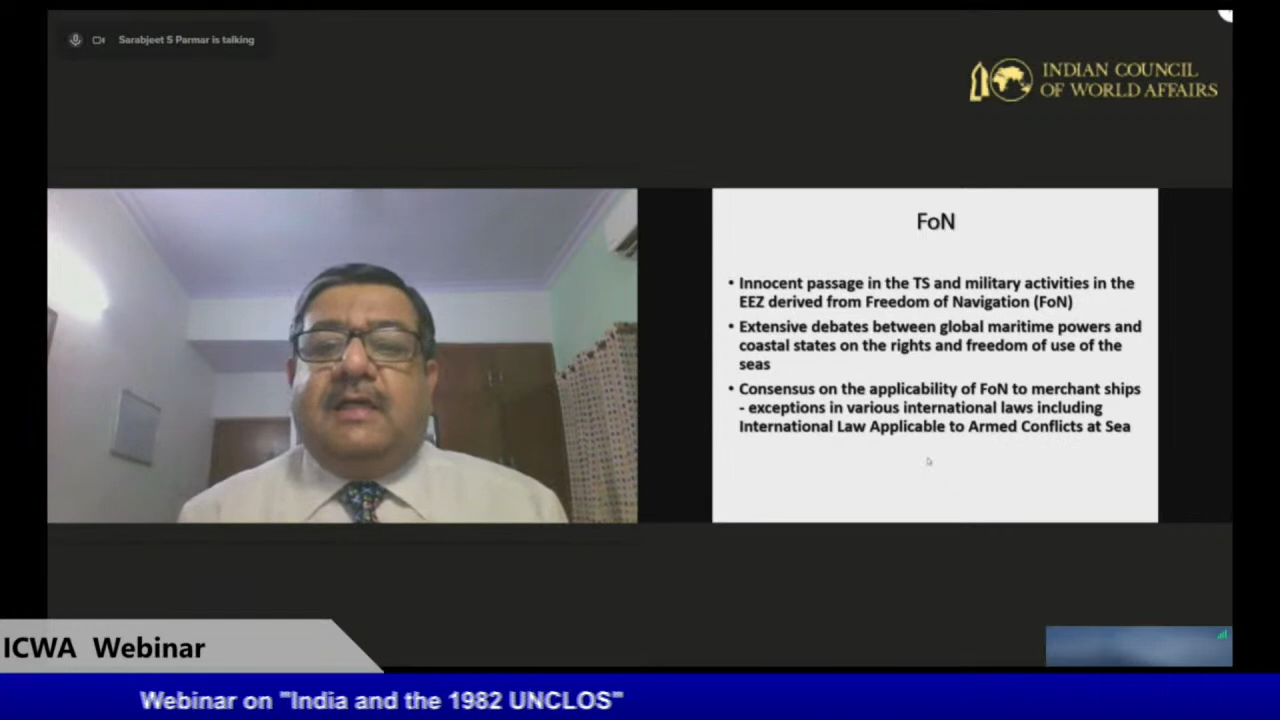 Sarabjeet S Parmar is talking
INDIAN COUNCIL
OF WORLD AFFAIRS
FoN
• Innocent passage in the TS and military activities in the
EEZ derived from Freedom of Navigation (FoN)
• Extensive debates between global maritime powers and
coastal states on the rights and freedom of use of the
seas
• Consensus on the applicability of FoN to merchant ships
- exceptions in various international laws including
International Law Applicable to Armed Conflicts at Sea
ICWA Webinar
Webinar on "India and the 1982 UNCLOS"